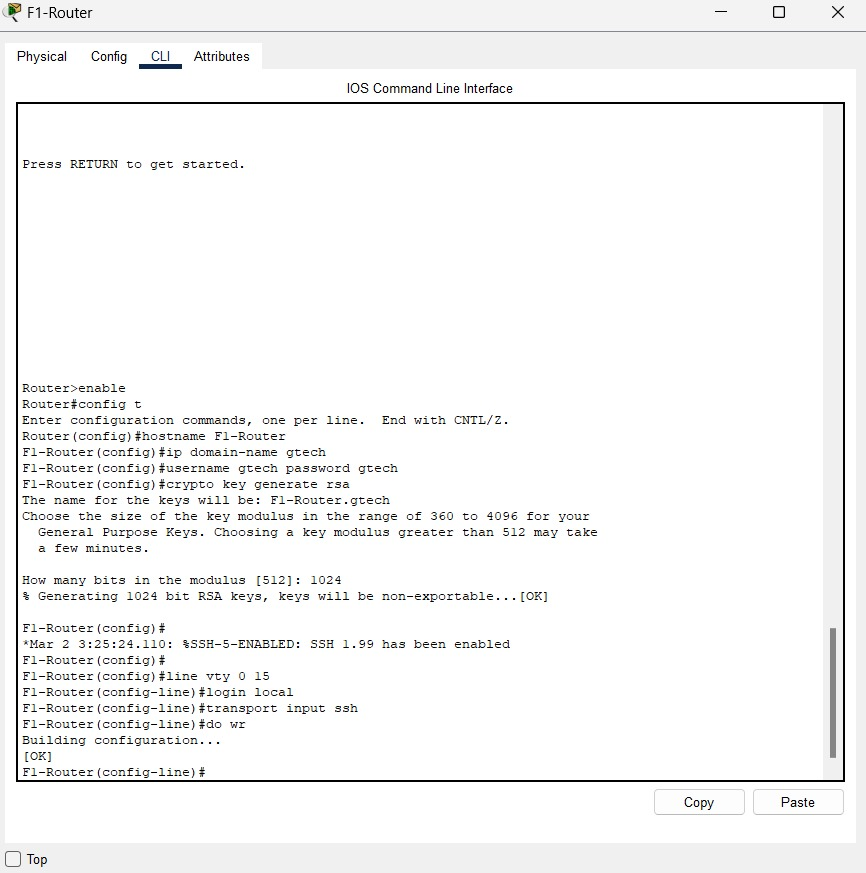 F1-Router
Physical Config CLI Attributes
IOS Command Line Interface
Press RETURN to get started.
Router>enable
Router#config t
Enter configuration commands, one per line.  End with CNTL/Z.
Router(config)#hostname F1-Router
F1-Router(config)#ip domain-name gtech
F1-Router(config)#username gtech password gtech
F1-Router(config)#crypto key generate rsa
The name for the keys will be: F1-Router.gtech
Choose the size of the key modulus in the range of 360 to 4096 for your
  General Purpose Keys. Choosing a key modulus greater than 512 may take
  a few minutes.
How many bits in the modulus [512]: 1024
% Generating 1024 bit RSA keys, keys will be non-exportable...[OK]
F1-Router(config)#
*Mar 2 3:25:24.110: %SSH-5-ENABLED: SSH 1.99 has been enabled
F1-Router(config)#
F1-Router(config)#line vty 0 15
F1-Router(config-line)#login local
F1-Router(config-line)#transport input ssh
F1-Router(config-line)#do wr
Building configuration...
[OK]
F1-Router(config-line)#
Copy Paste
Top